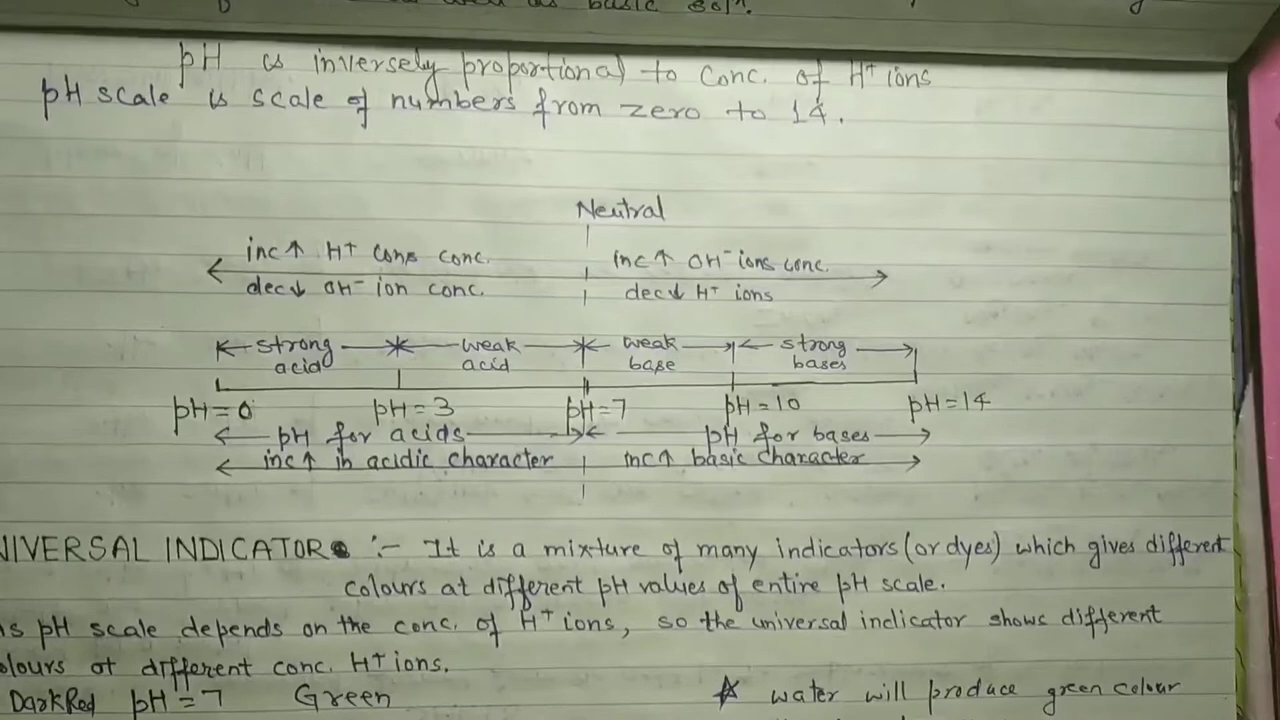 basic solⁿ.
pH is inversely proportional to conc. of H⁺ ions
pH scale is scale of numbers from zero to 14.
Neutral
inc↑ H⁺ conc.
inc↑ OH⁻ ions conc.
dec↓ OH⁻ ion conc.
dec↓ H⁺ ions
strong acid
weak acid
weak base
strong bases
pH=0 pH=3 pH=7 pH=10 pH=14
pH for acids pH for bases
inc↑ in acidic character inc↑ basic character
NIVERSAL INDICATOR :- It is a mixture of many indicators (or dyes) which gives different
colours at different pH values of entire pH scale.
As pH scale depends on the conc. of H⁺ ions, so the universal indicator shows different
olours at different conc. H⁺ ions.
Dark Red pH=7 Green ☆ water will produce green colour